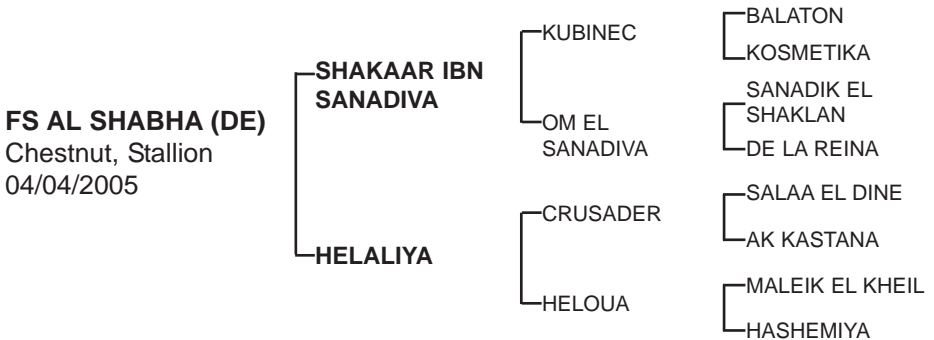 FS AL SHABHA (DE)
Chestnut, Stallion
04/04/2005
SHAKAAR IBN
SANADIVA
HELALIYA
KUBINEC
OM EL
SANADIVA
CRUSADER
HELOUA
BALATON
KOSMETIKA
SANADIK EL
SHAKLAN
DE LA REINA
SALAA EL DINE
AK KASTANA
MALEIK EL KHEIL
HASHEMIYA